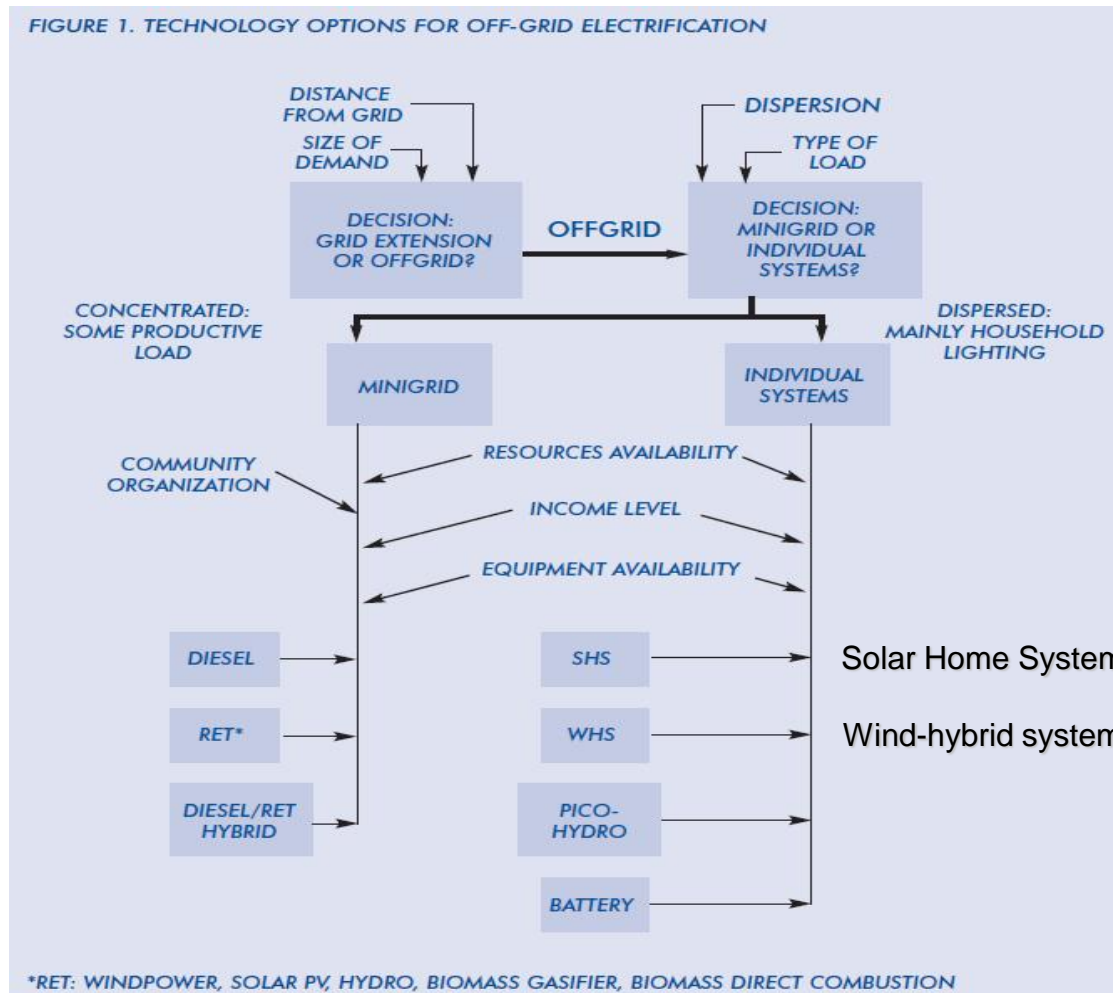 FIGURE 1. TECHNOLOGY OPTIONS FOR OFF-GRID ELECTRIFICATION
DISTANCE
FROM GRID
SIZE OF
DEMAND
DISPERSION
TYPE OF
LOAD
DECISION:
GRID EXTENSION
OR OFFGRID?
OFFGRID
DECISION:
MINIGRID OR
INDIVIDUAL
SYSTEMS?
CONCENTRATED:
SOME PRODUCTIVE
LOAD
DISPERSED:
MAINLY HOUSEHOLD
LIGHTING
MINIGRID
INDIVIDUAL
SYSTEMS
COMMUNITY
ORGANIZATION
RESOURCES AVAILABILITY
INCOME LEVEL
EQUIPMENT AVAILABILITY
DIESEL
SHS
Solar Home System
RET*
WHS
Wind-hybrid system
DIESEL/RET
HYBRID
PICO-
HYDRO
BATTERY
*RET: WINDPOWER, SOLAR PV, HYDRO, BIOMASS GASIFIER, BIOMASS DIRECT COMBUSTION